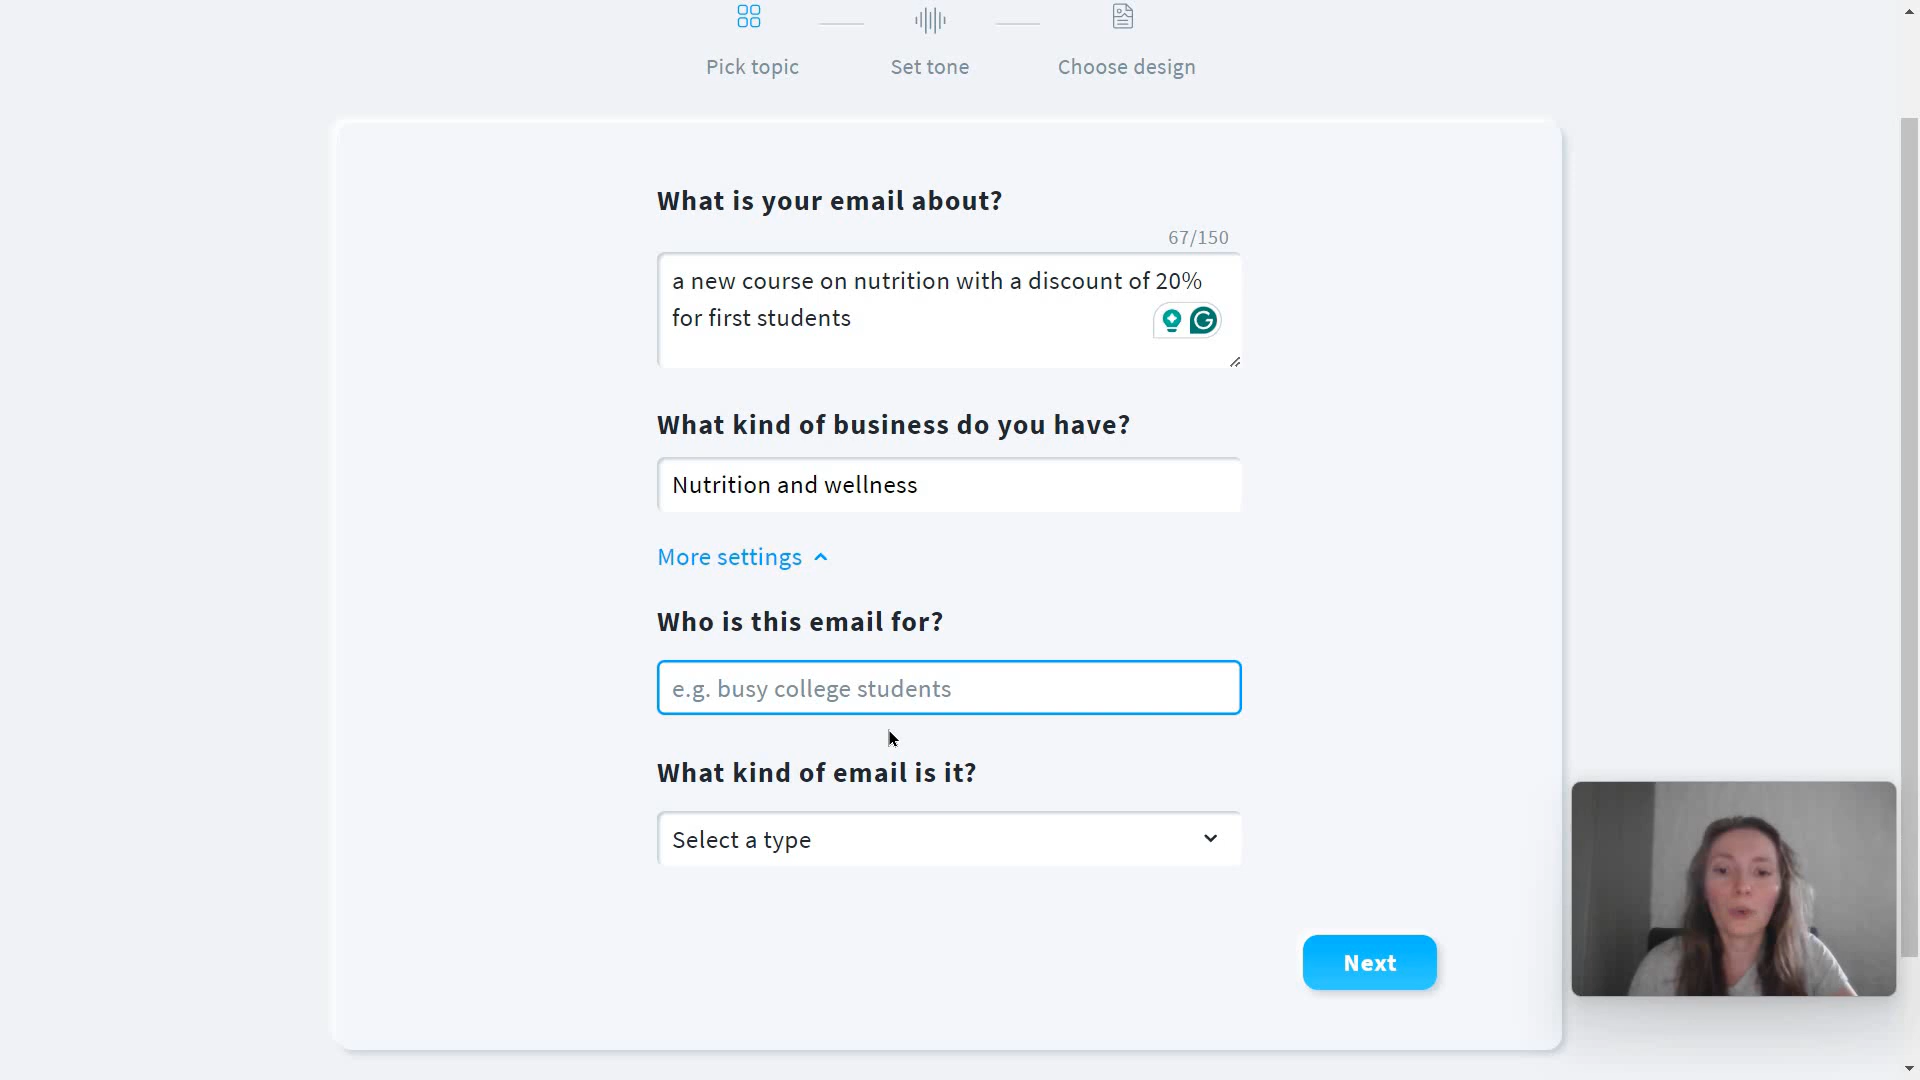 Pick topic
Set tone
Choose design
What is your email about?
67/150
a new course on nutrition with a discount of 20%
for first students
What kind of business do you have?
Nutrition and wellness
More settings
Who is this email for?
e.g. busy college students
What kind of email is it?
Select a type
Next